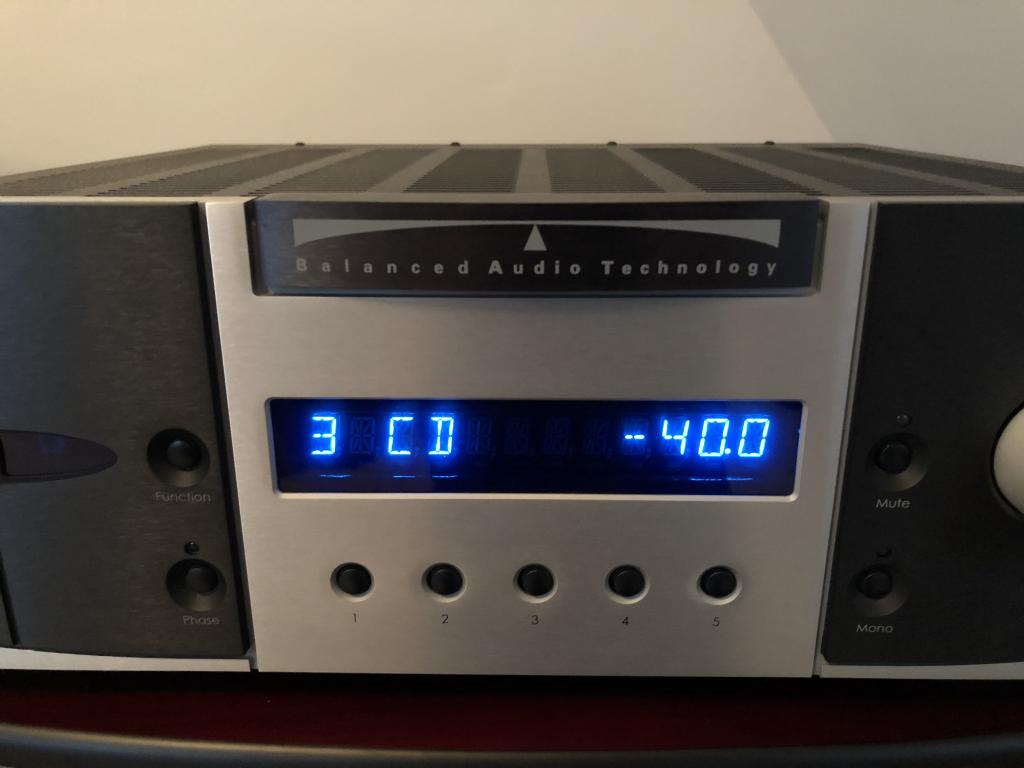 Balanced Audio Technology
3 CD -40.0
Function
Mute
Phase
1 2 3 4 5
Mono